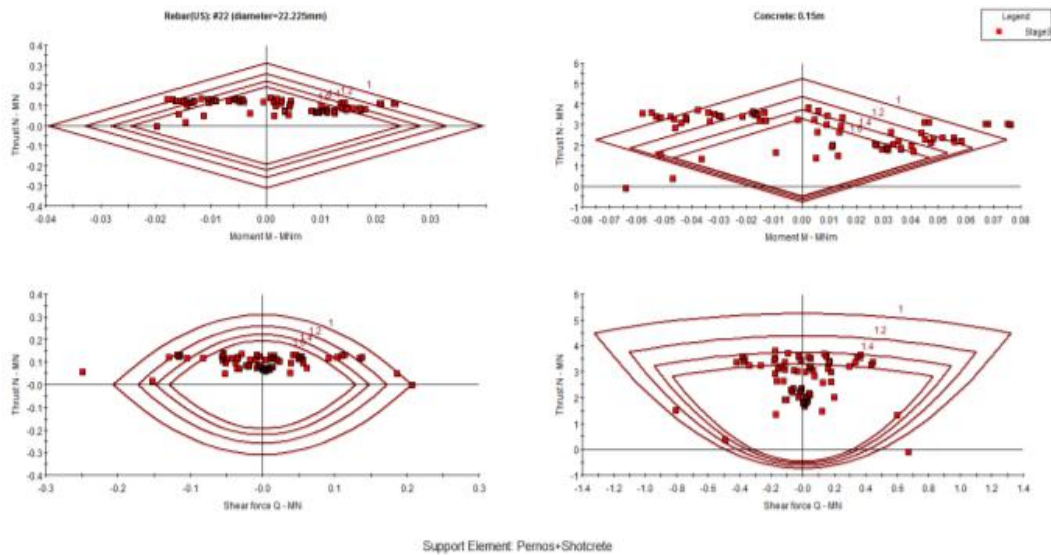 Rebar(US): #22 (diameter=22.225mm)
Concrete: 0.15m
Legend
Stage3
0.4
0.3
0.2
0.1
0.0
-0.1
-0.2
-0.3
-0.4
Thrust N - MN
1
1.2
1.4
-0.04 -0.03 -0.02 -0.01 0.00 0.01 0.02 0.03
Moment M - MNm
6
5
4
3
2
1
0
-1
Thrust N - MN
1
1.2
1.4
1.6
-0.08 -0.07 -0.06 -0.05 -0.04 -0.03 -0.02 -0.01 0.00 0.01 0.02 0.03 0.04 0.05 0.06 0.07 0.08
Moment M - MNm
0.4
0.3
0.2
0.1
0.0
-0.1
-0.2
-0.3
-0.4
Thrust N - MN
1
1.2
-0.3 -0.2 -0.1 -0.0 0.1 0.2 0.3
Shear force Q - MN
6
5
4
3
2
1
0
-1
Thrust N - MN
1
1.2
1.4
-1.4 -1.2 -1.0 -0.8 -0.6 -0.4 -0.2 -0.0 0.2 0.4 0.6 0.8 1.0 1.2 1.4
Shear force Q - MN
Support Element: Pernos+Shotcrete